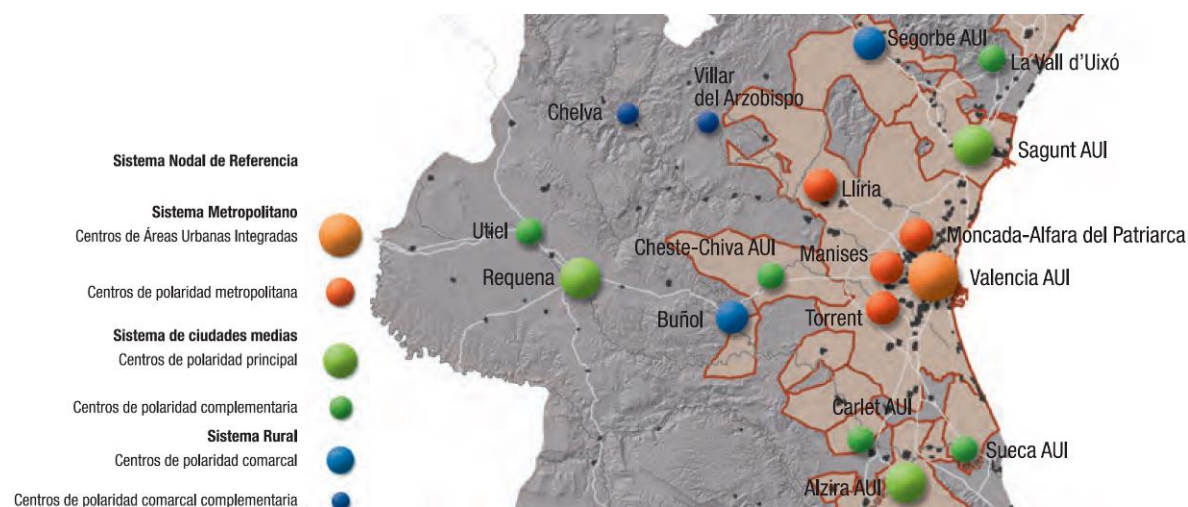 Sistema Nodal de Referencia
Sistema Metropolitano
Centros de Áreas Urbanas Integradas
Centros de polaridad metropolitana
Sistema de ciudades medias
Centros de polaridad principal
Centros de polaridad complementaria
Sistema Rural
Centros de polaridad comarcal
Centros de polaridad comarcal complementaria
Segorbe AUI
La Vall d'Uixó
Villar
del Arzobispo
Chelva
Sagunt AUI
Llíria
Utiel
Cheste-Chiva AUI
Manises
Moncada-Alfara del Patriarca
Requena
Valencia AUI
Buñol
Torrent
Carlet AUI
Sueca AUI
Alzira AUI